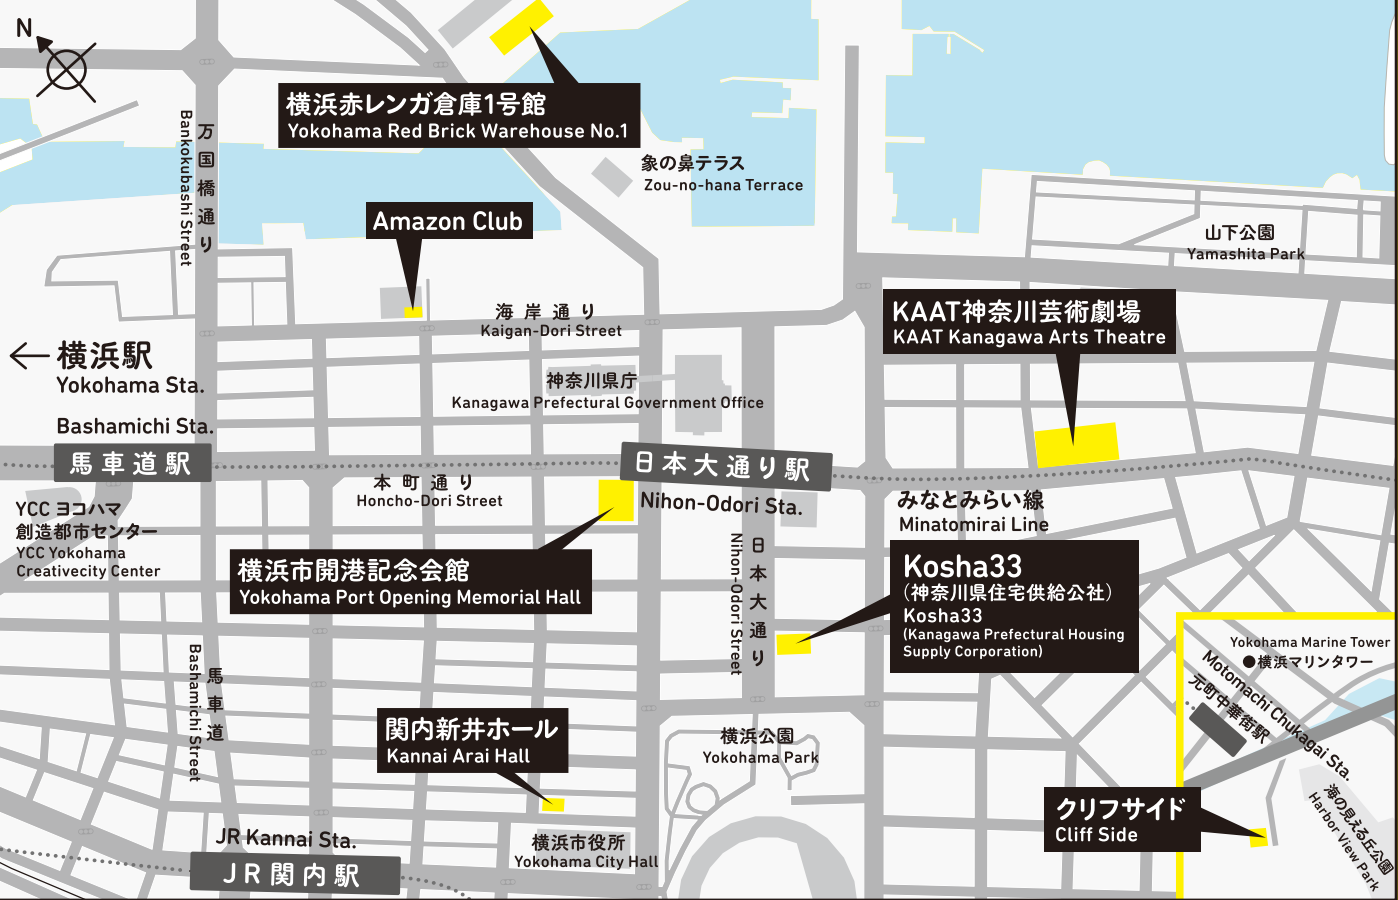 N
横浜赤レンガ倉庫1号館
Yokohama Red Brick Warehouse No.1
万国橋通り
Bankokubashi Street
象の鼻テラス
Zou-no-hana Terrace
Amazon Club
山下公園
Yamashita Park
海岸通り
Kaigan-Dori Street
KAAT神奈川芸術劇場
KAAT Kanagawa Arts Theatre
横浜駅
Yokohama Sta.
神奈川県庁
Kanagawa Prefectural Government Office
Bashamichi Sta.
馬車道駅
日本大通り駅
Nihon-Odori Sta.
本町通り
Honcho-Dori Street
みなとみらい線
Minatomirai Line
YCC ヨコハマ
創造都市センター
YCC Yokohama
Creativecity Center
横浜市開港記念会館
Yokohama Port Opening Memorial Hall
日本大通り
Nihon-Odori Street
Kosha33
(神奈川県住宅供給公社)
Kosha33
(Kanagawa Prefectural Housing
Supply Corporation)
Yokohama Marine Tower
●横浜マリンタワー
Motomachi Chukagai Sta.
元町中華街駅
馬車道
Bashamichi Street
関内新井ホール
Kannai Arai Hall
横浜公園
Yokohama Park
クリフサイド
Cliff Side
海の見える丘公園
Harbor View Park
JR Kannai Sta.
JR関内駅
横浜市役所
Yokohama City Hall